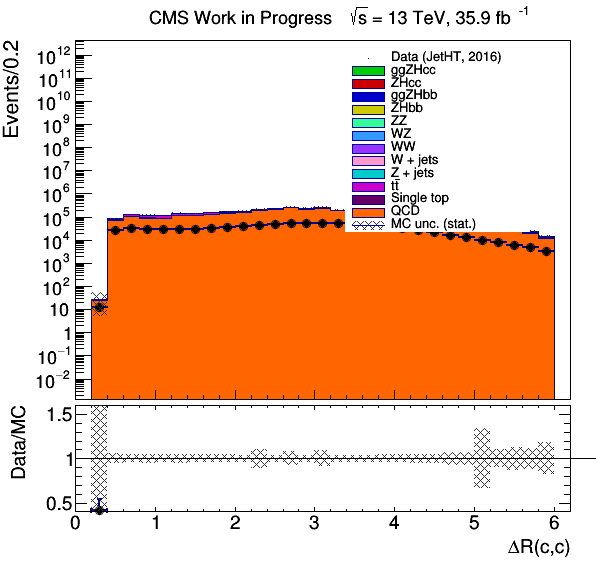 CMS Work in Progress √s = 13 TeV, 35.9 fb⁻¹
Events/0.2
10¹²
10¹¹
10¹⁰
10⁹
10⁸
10⁷
10⁶
10⁵
10⁴
10³
10²
10
1
10⁻¹
10⁻²
Data (JetHT, 2016)
ggZHcc
ZHcc
ggZHbb
ZHbb
ZZ
WZ
WW
W + jets
Z + jets
tt̄
Single top
QCD
MC unc. (stat.)
Data/MC
1.5
1
0.5
0 1 2 3 4 5 6
ΔR(c,c)